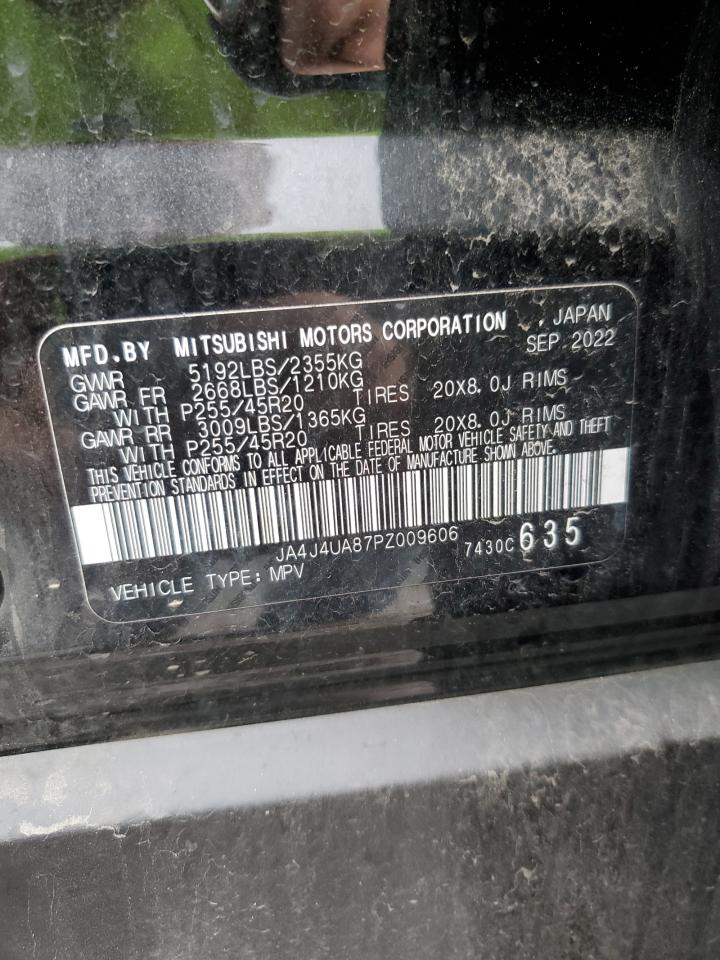 MFD.BY MITSUBISHI MOTORS CORPORATION , JAPAN
SEP 2022
GVWR 5192LBS/2355KG
GAWR FR 2668LBS/1210KG
WITH P255/45R20 TIRES 20X8.0J RIMS
GAWR RR 3009LBS/1365KG
WITH P255/45R20 TIRES 20X8.0J RIMS
THIS VEHICLE CONFORMS TO ALL APPLICABLE FEDERAL MOTOR VEHICLE SAFETY AND THEFT
PREVENTION STANDARDS IN EFFECT ON THE DATE OF MANUFACTURE SHOWN ABOVE.
JA4J4UA87PZ009606 7430C 635
VEHICLE TYPE: MPV